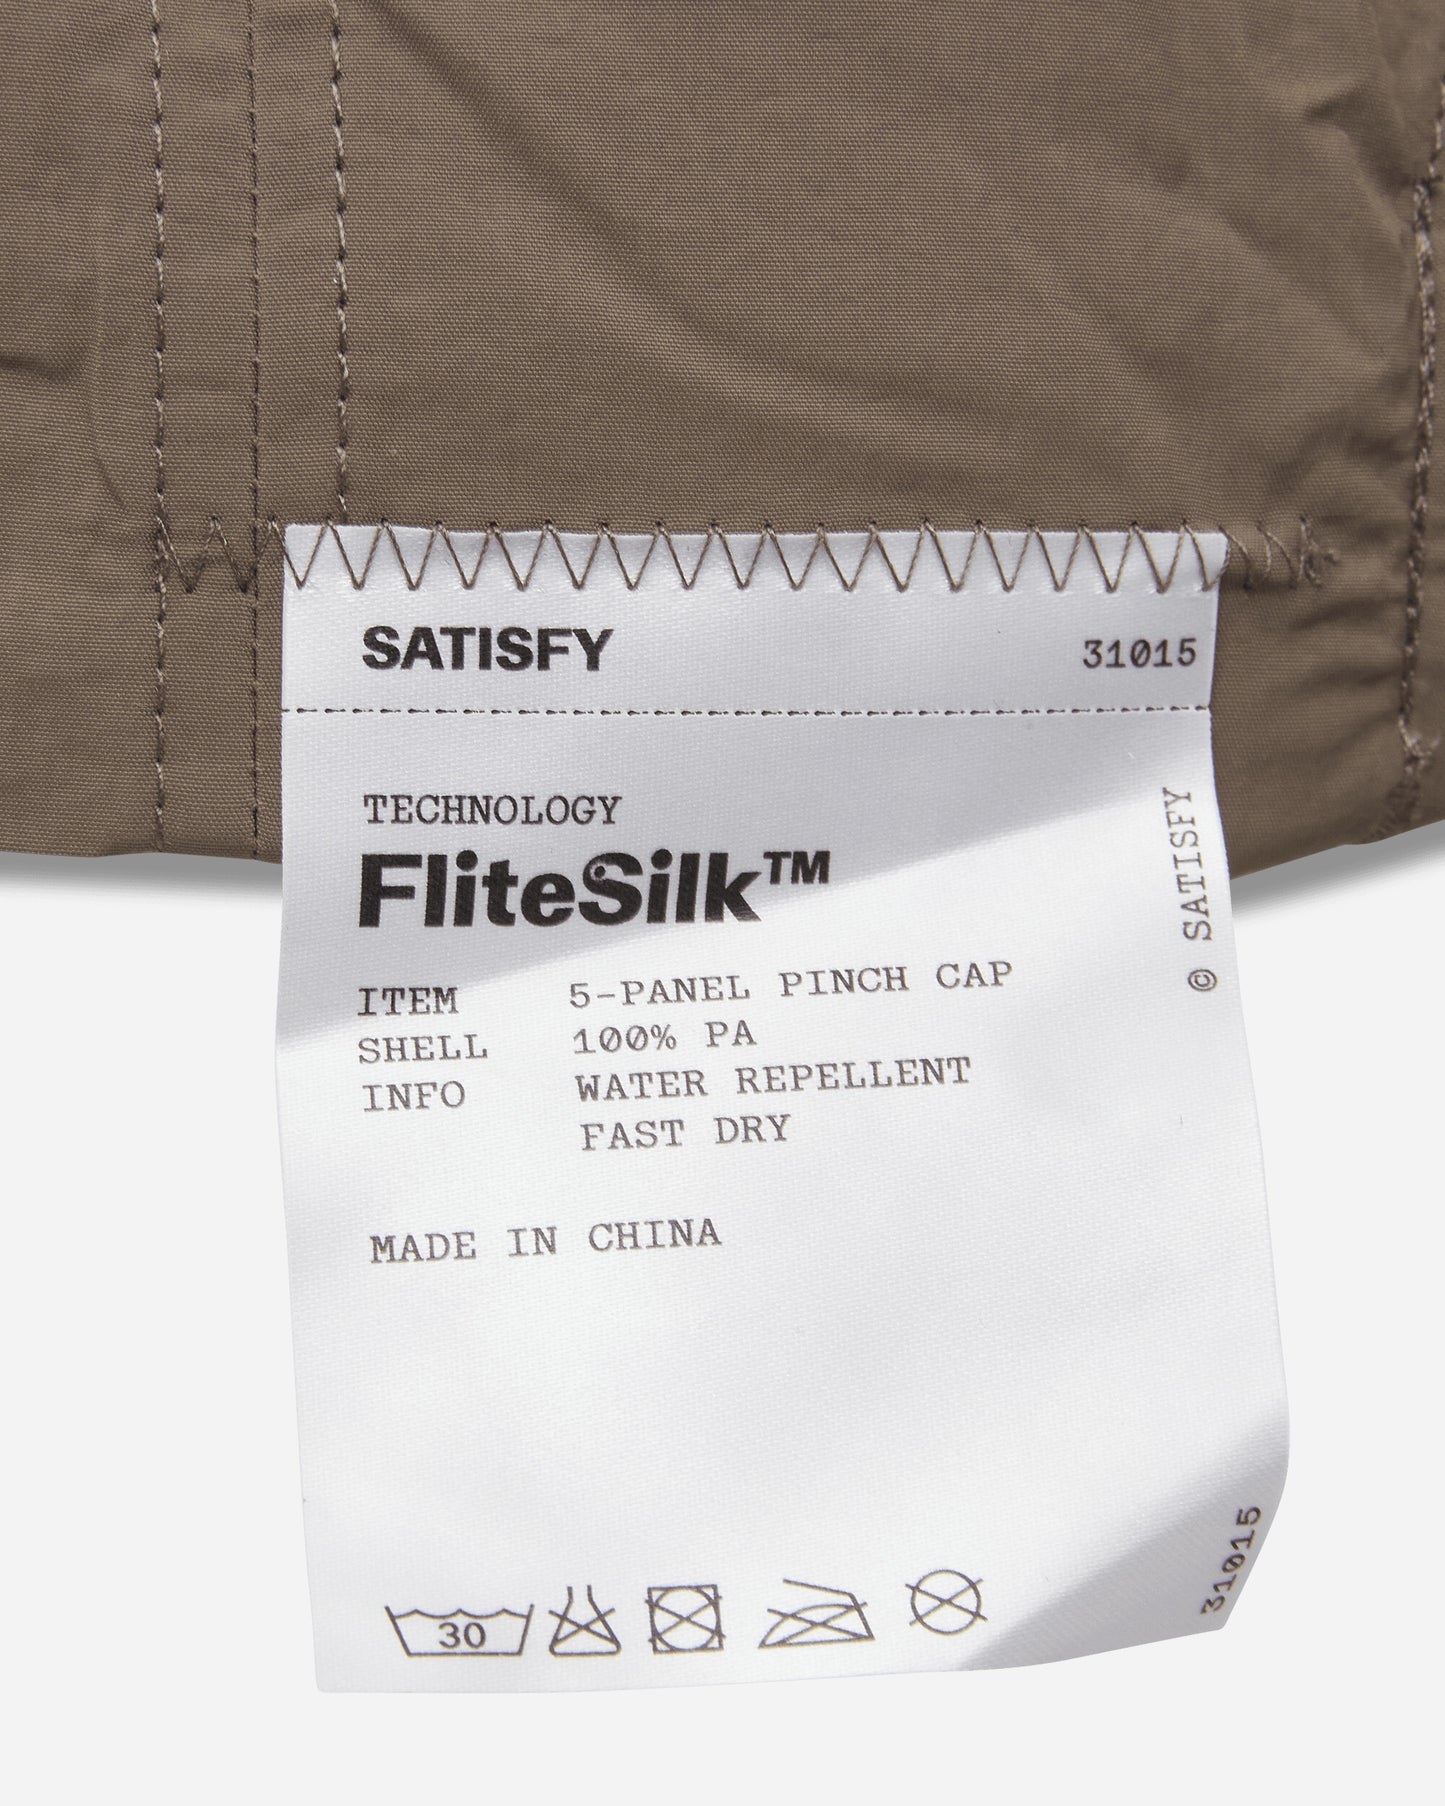 SATISFY 31015
TECHNOLOGY
FliteSilk™
ITEM 5-PANEL PINCH CAP
SHELL 100% PA
INFO WATER REPELLENT
FAST DRY
MADE IN CHINA
© SATISFY
30
31015